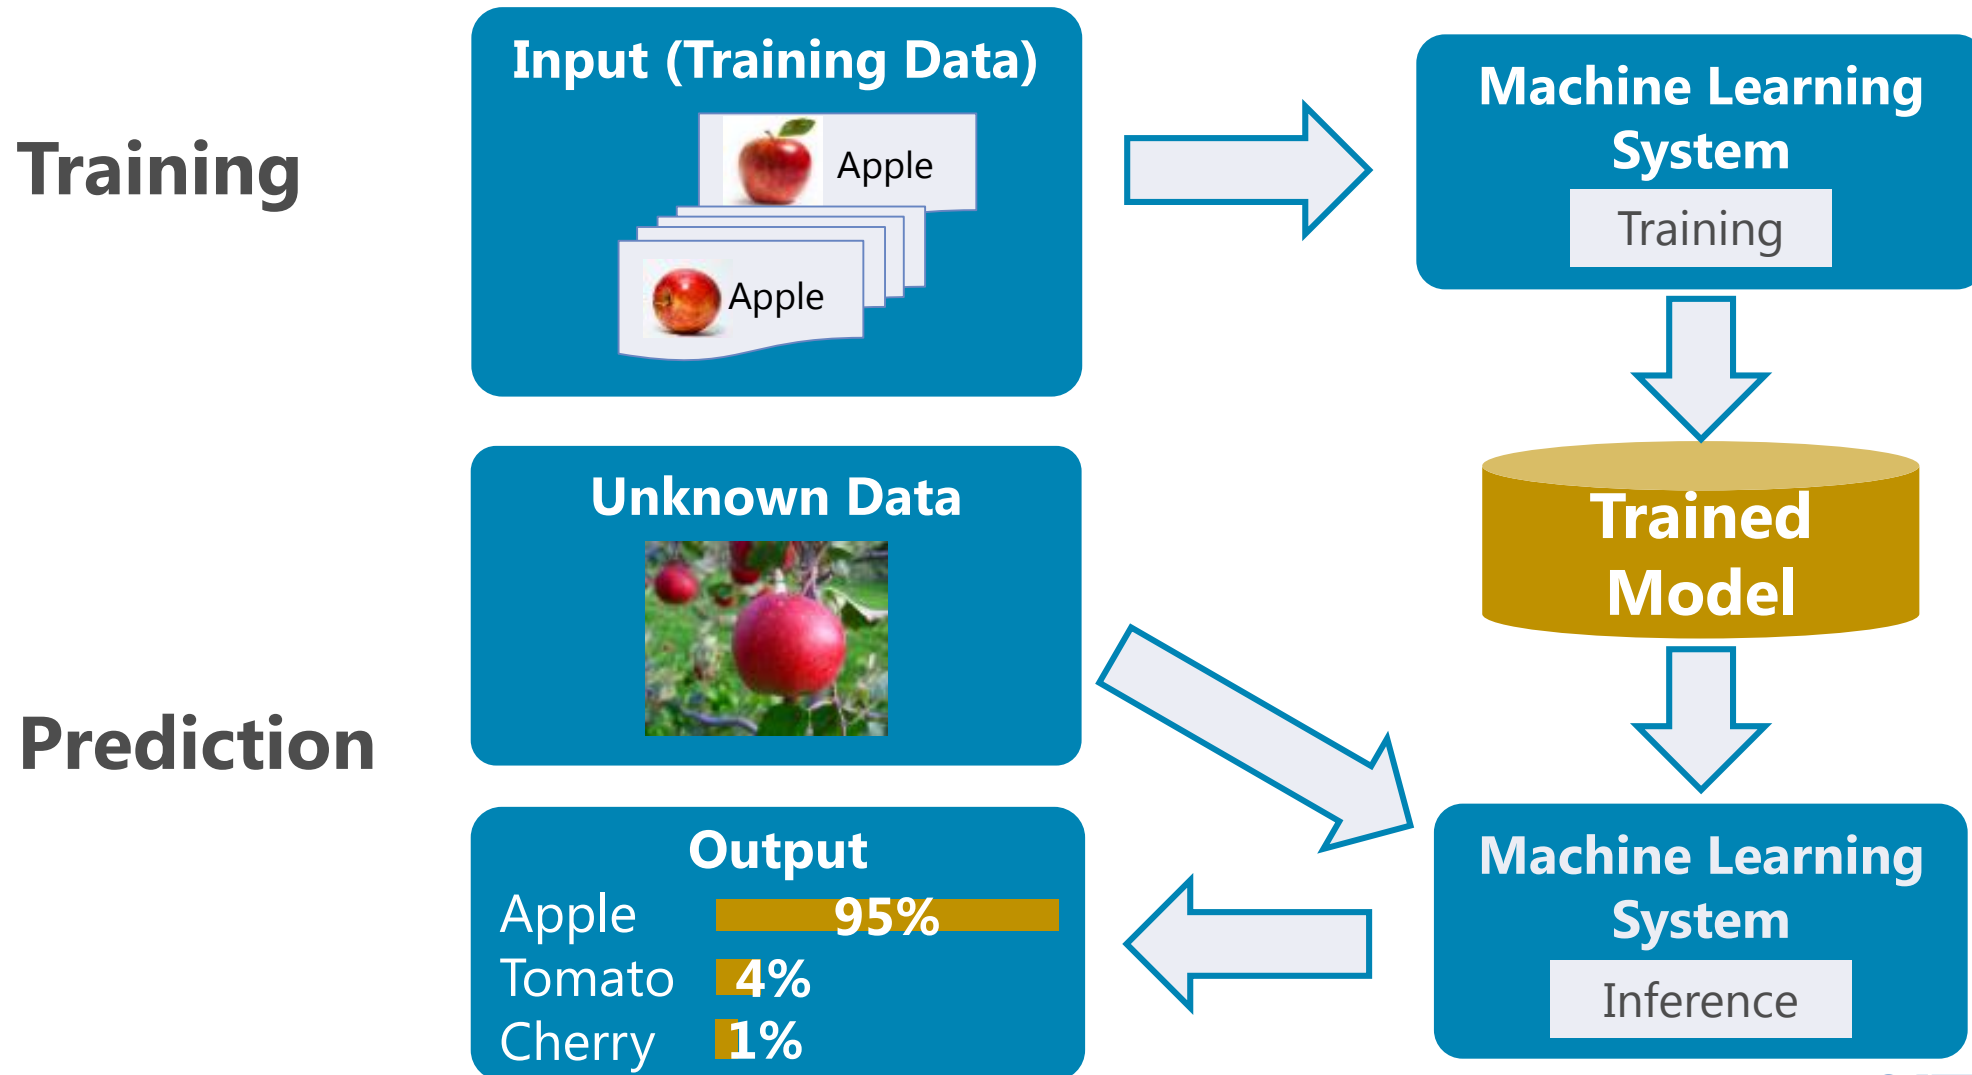 Training
Input (Training Data)
Apple
Apple
Machine Learning
System
Training
Trained
Model
Prediction
Unknown Data
Output
Apple 95%
Tomato 4%
Cherry 1%
Machine Learning
System
Inference